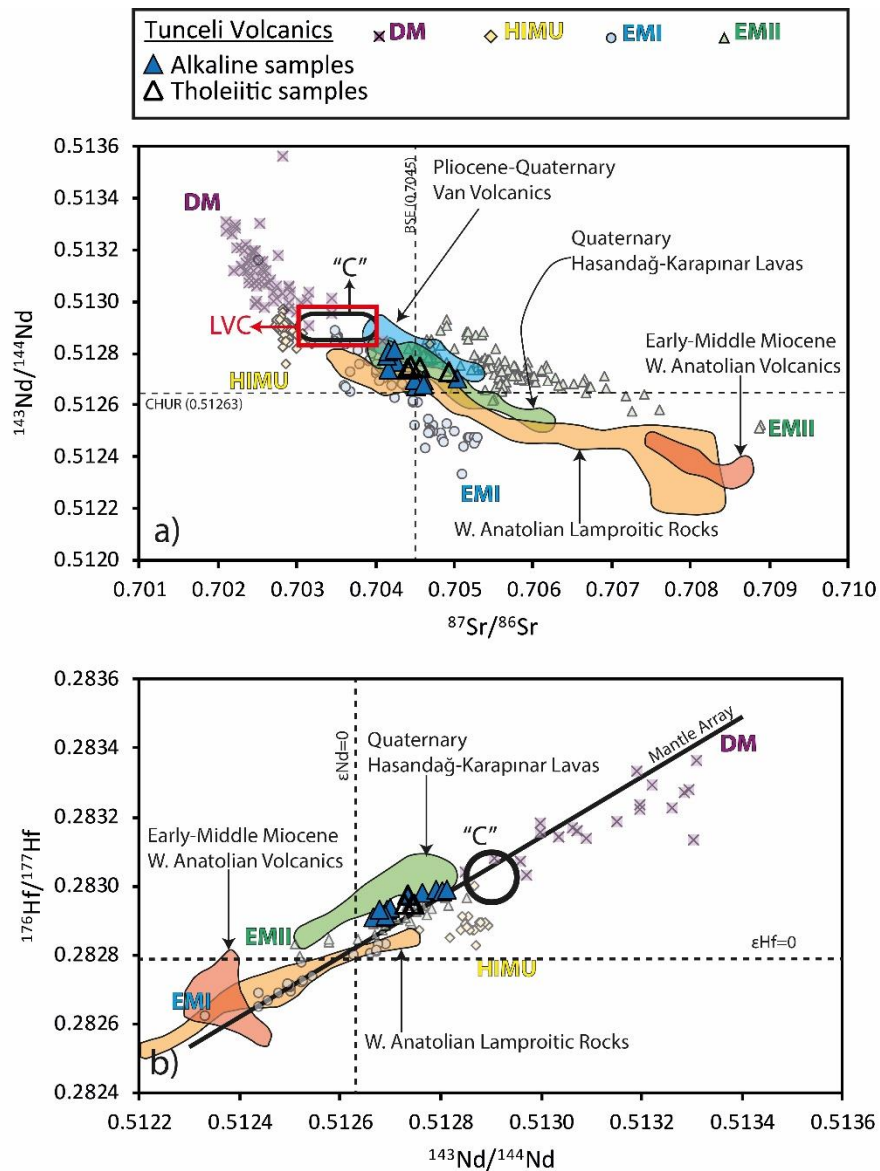 Tunceli Volcanics
DM
HIMU
EMI
EMII
Alkaline samples
Tholeiitic samples
0.5136
0.5134
0.5132
0.5130
0.5128
0.5126
0.5124
0.5122
0.5120
¹⁴³Nd/¹⁴⁴Nd
DM
"C"
LVC
HIMU
CHUR (0.51263)
BSE (0.7045)
Pliocene-Quaternary
Van Volcanics
Quaternary
Hasandağ-Karapınar Lavas
Early-Middle Miocene
W. Anatolian Volcanics
EMII
EMI
W. Anatolian Lamproitic Rocks
a)
0.701 0.702 0.703 0.704 0.705 0.706 0.707 0.708 0.709 0.710
⁸⁷Sr/⁸⁶Sr
0.2836
0.2834
0.2832
0.2830
0.2828
0.2826
0.2824
¹⁷⁶Hf/¹⁷⁷Hf
εNd=0
Quaternary
Hasandağ-Karapınar Lavas
Mantle Array
DM
"C"
Early-Middle Miocene
W. Anatolian Volcanics
EMII
HIMU
εHf=0
EMI
W. Anatolian Lamproitic Rocks
b)
0.5122 0.5124 0.5126 0.5128 0.5130 0.5132 0.5134 0.5136
¹⁴³Nd/¹⁴⁴Nd